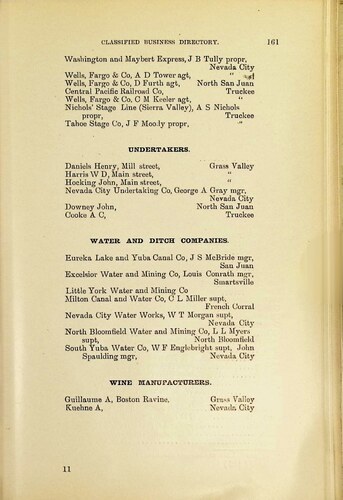 CLASSIFIED BUSINESS DIRECTORY. 161
Washington and Maybert Express, J B Tully propr,
Nevada City
Wells, Fargo & Co, A D Tower agt, "
Wells, Fargo & Co, D Furth agt, North San Juan
Central Pacific Railroad Co, Truckee
Wells, Fargo & Co, C M Keeler agt, "
Nichols' Stage Line (Sierra Valley), A S Nichols
propr, Truckee
Tahoe Stage Co, J F Moody propr, "
UNDERTAKERS.
Daniels Henry, Mill street, Grass Valley
Harris W D, Main street, "
Hocking John, Main street, "
Nevada City Undertaking Co, George A Gray mgr,
Nevada City
Downey John, North San Juan
Cooke A C, Truckee
WATER AND DITCH COMPANIES.
Eureka Lake and Yuba Canal Co, J S McBride mgr,
San Juan
Excelsior Water and Mining Co, Louis Conrath mgr,
Smartsville
Little York Water and Mining Co
Milton Canal and Water Co, C L Miller supt,
French Corral
Nevada City Water Works, W T Morgan supt,
Nevada City
North Bloomfield Water and Mining Co, L L Myers
supt, North Bloomfield
South Yuba Water Co, W F Englebright supt, John
Spaulding mgr, Nevada City
WINE MANUFACTURERS.
Guillaume A, Boston Ravine, Grass Valley
Kuehne A, Nevada City
11